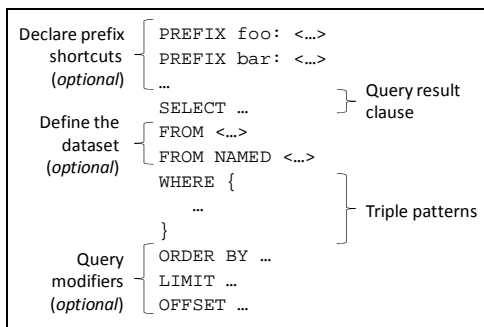 Declare prefix
shortcuts
(optional)
PREFIX foo: <…>
PREFIX bar: <…>
…
SELECT …
Query result
clause
Define the
dataset
(optional)
FROM <…>
FROM NAMED <…>
WHERE {
…
}
Triple patterns
Query
modifiers
(optional)
ORDER BY …
LIMIT …
OFFSET …